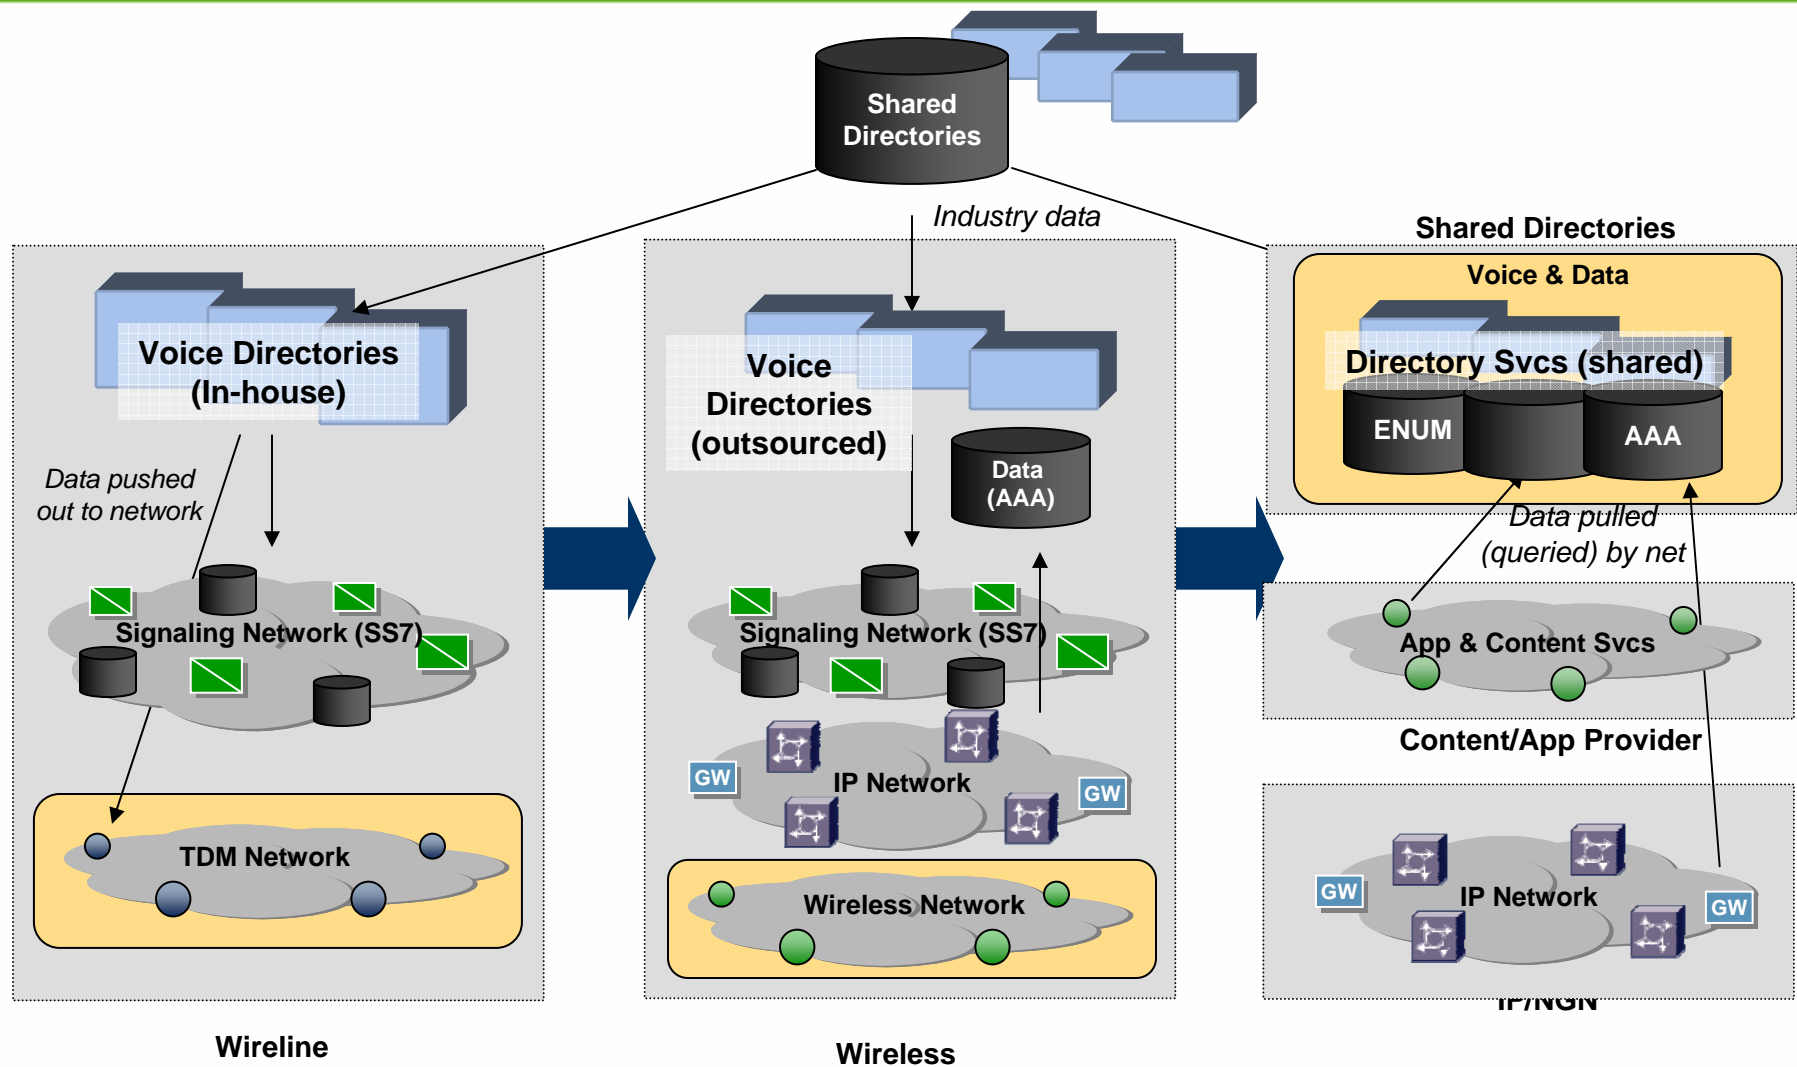 Shared
Directories
Industry data
Voice Directories
(In-house)
Data pushed
out to network
Signaling Network (SS7)
TDM Network
Wireline
Voice
Directories
(outsourced)
Data
(AAA)
Signaling Network (SS7)
IP Network
GW
GW
Wireless Network
Wireless
Shared Directories
Voice & Data
Directory Svcs (shared)
ENUM
AAA
Data pulled
(queried) by net
App & Content Svcs
Content/App Provider
IP Network
GW
GW
IP/NGN